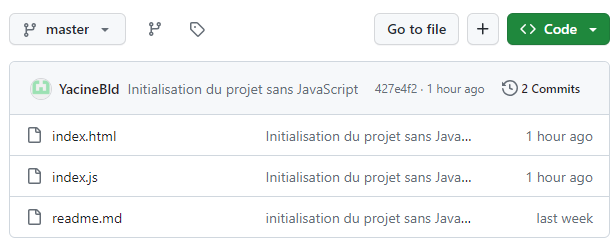 master Go to file + <> Code
YacineBld Initialisation du projet sans JavaScript 427e4f2 · 1 hour ago 2 Commits
index.html Initialisation du projet sans Java... 1 hour ago
index.js Initialisation du projet sans Java... 1 hour ago
readme.md initialisation du projet sans Java... last week